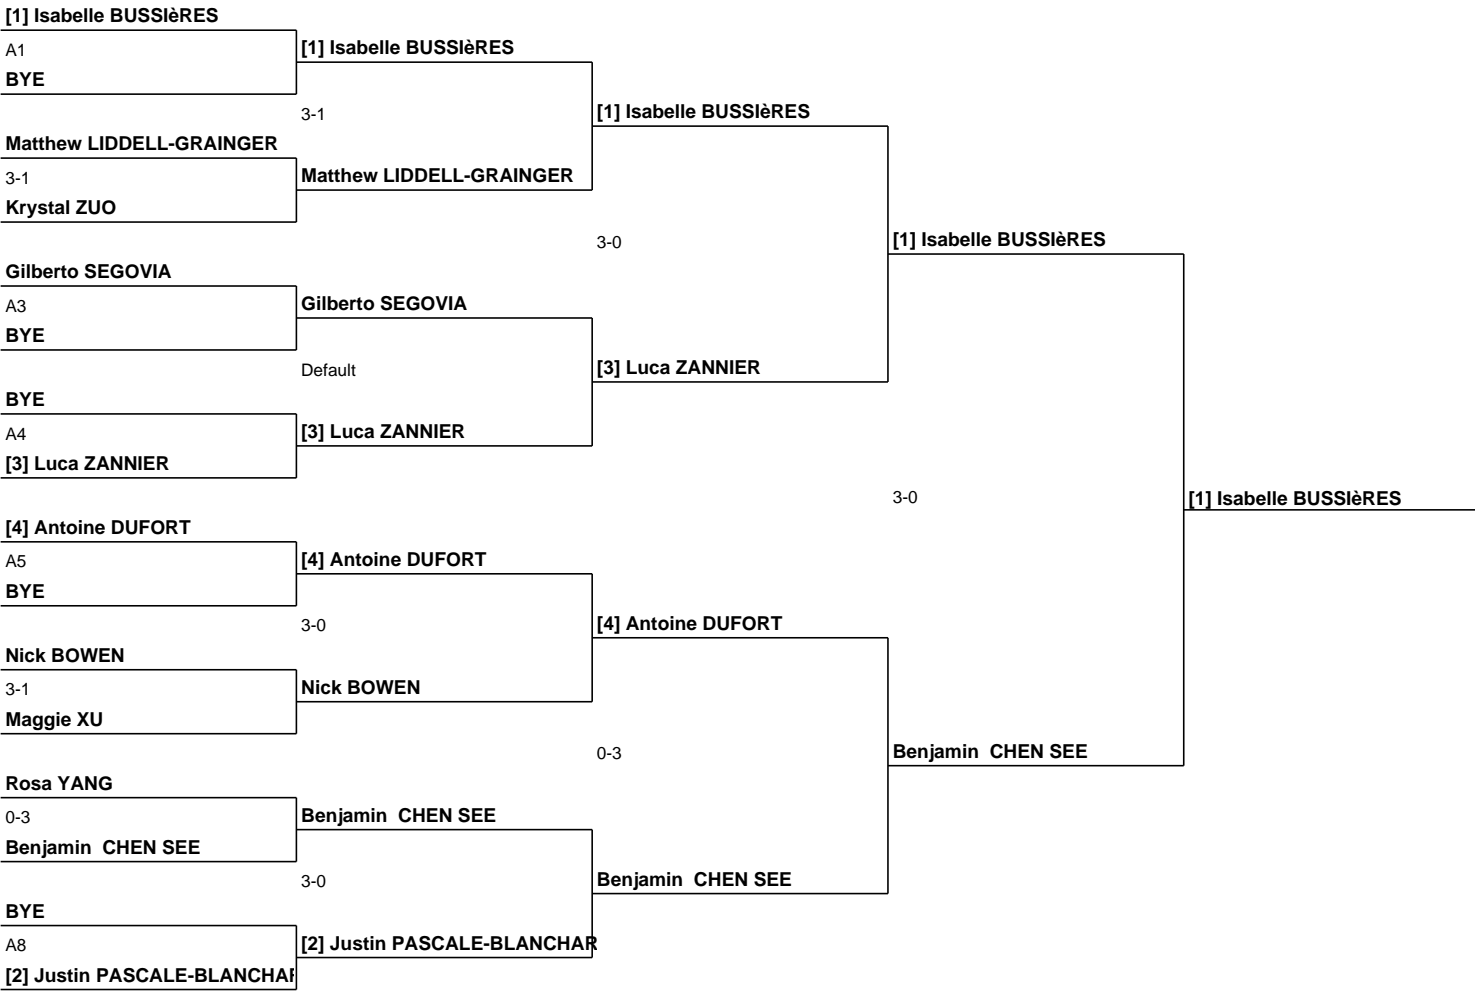 [1] Isabelle BUSSIèRES
A1
BYE
Matthew LIDDELL-GRAINGER
3-1
Krystal ZUO
Gilberto SEGOVIA
A3
BYE
BYE
A4
[3] Luca ZANNIER
[4] Antoine DUFORT
A5
BYE
Nick BOWEN
3-1
Maggie XU
Rosa YANG
0-3
Benjamin CHEN SEE
BYE
A8
[2] Justin PASCALE-BLANCHAR
[1] Isabelle BUSSIèRES
3-1
Matthew LIDDELL-GRAINGER
Gilberto SEGOVIA
Default
[3] Luca ZANNIER
[4] Antoine DUFORT
3-0
Nick BOWEN
Benjamin CHEN SEE
3-0
[2] Justin PASCALE-BLANCHAR
[1] Isabelle BUSSIèRES
3-0
[3] Luca ZANNIER
[4] Antoine DUFORT
0-3
Benjamin CHEN SEE
[1] Isabelle BUSSIèRES
3-0
Benjamin CHEN SEE
[1] Isabelle BUSSIèRES